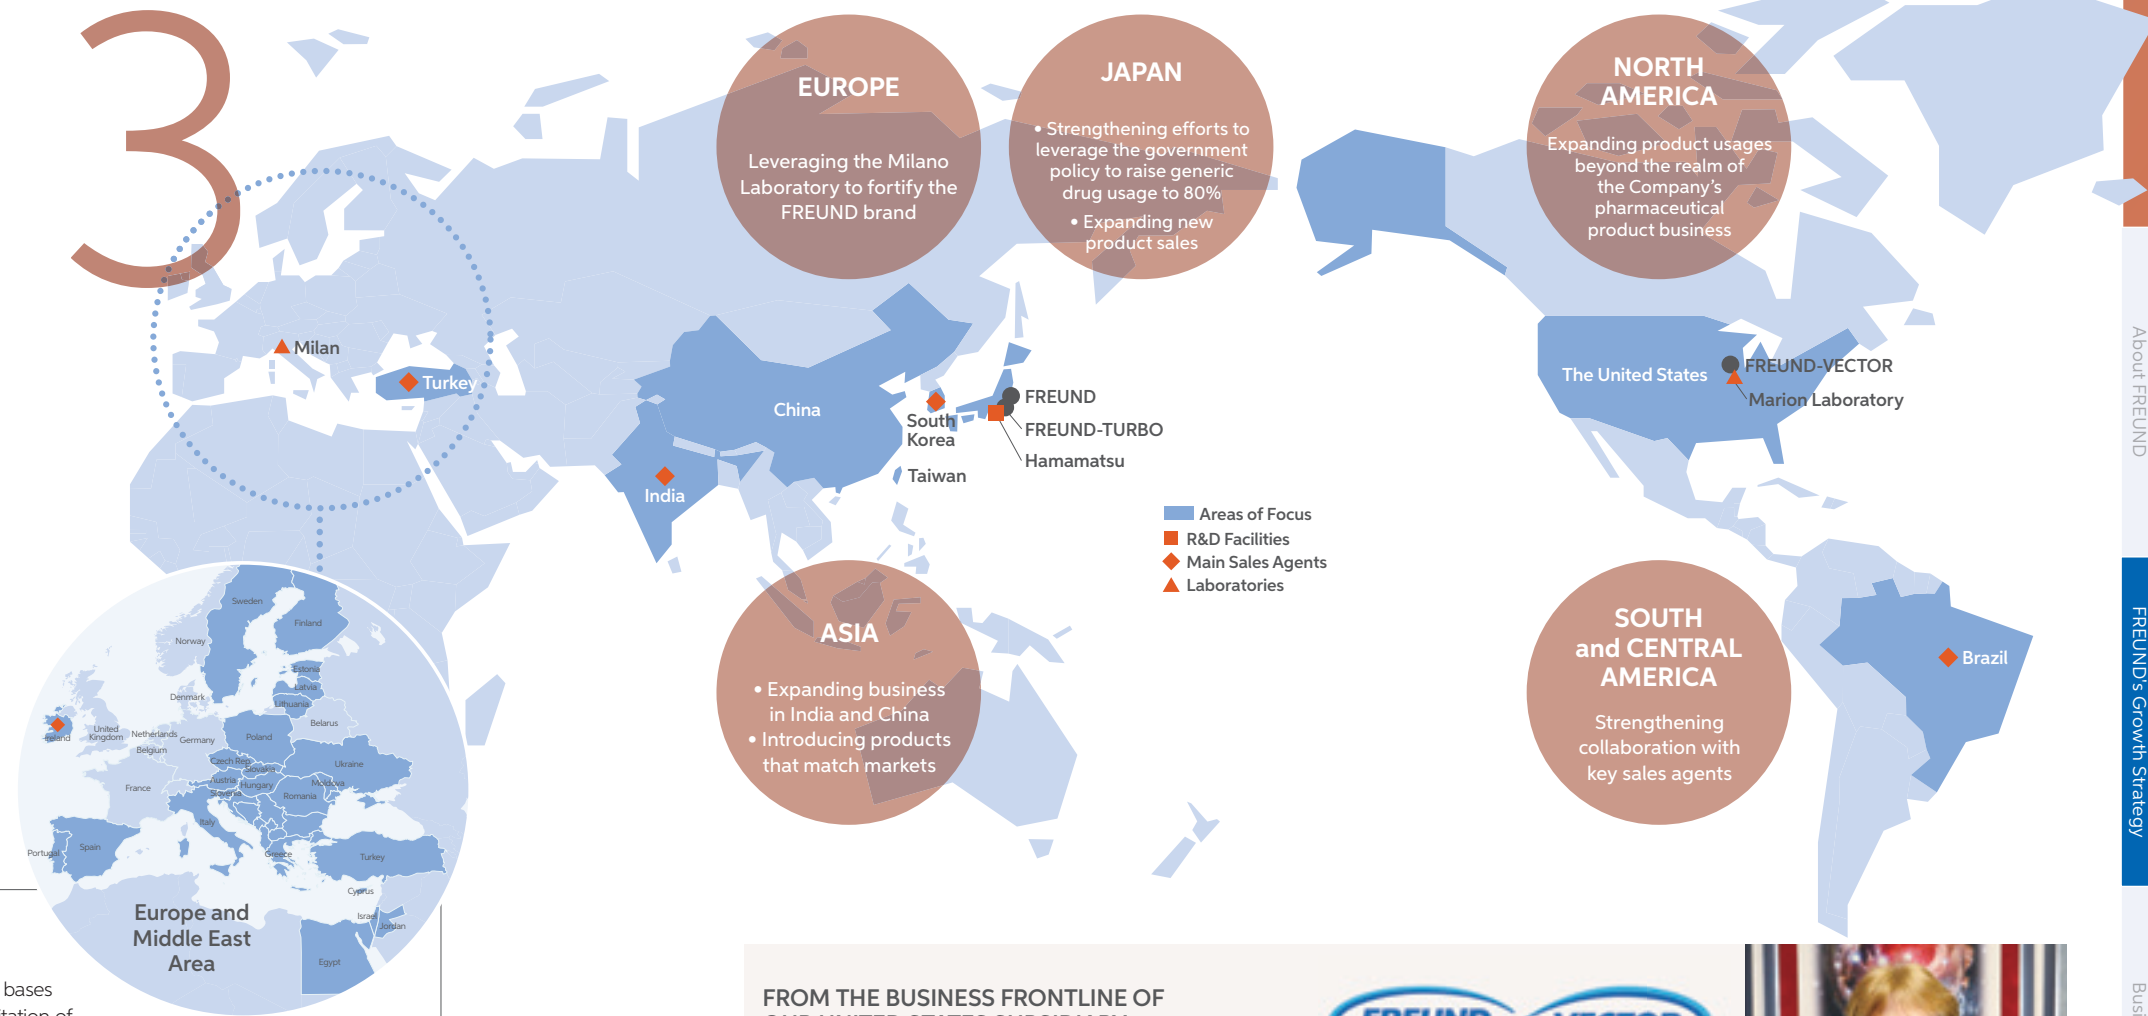 3
EUROPE
Leveraging the Milano
Laboratory to fortify the
FREUND brand
JAPAN
• Strengthening efforts to
leverage the government
policy to raise generic
drug usage to 80%
• Expanding new
product sales
NORTH
AMERICA
Expanding product usages
beyond the realm of
the Company's
pharmaceutical
product business
Milan
Turkey
China
India
South
Korea
Taiwan
FREUND
FREUND-TURBO
Hamamatsu
The United States
FREUND-VECTOR
Marion Laboratory
Areas of Focus
R&D Facilities
Main Sales Agents
Laboratories
ASIA
• Expanding business
in India and China
• Introducing products
that match markets
SOUTH
and CENTRAL
AMERICA
Strengthening
collaboration with
key sales agents
Brazil
Sweden
Finland
Norway
Estonia
Latvia
Lithuania
Denmark
Belarus
Ireland
United
Kingdom
Netherlands
Belgium
Germany
Poland
Czech Rep.
Slovakia
Ukraine
Austria
Hungary
Moldova
France
Slovenia
Romania
Italy
Portugal
Spain
Greece
Turkey
Cyprus
Israel
Jordan
Egypt
Europe and
Middle East
Area
bases
FROM THE BUSINESS FRONTLINE OF
OUR UNITED STATES SUBSIDIARY
FREUND
VECTOR
About FREUND
FREUND's Growth Strategy